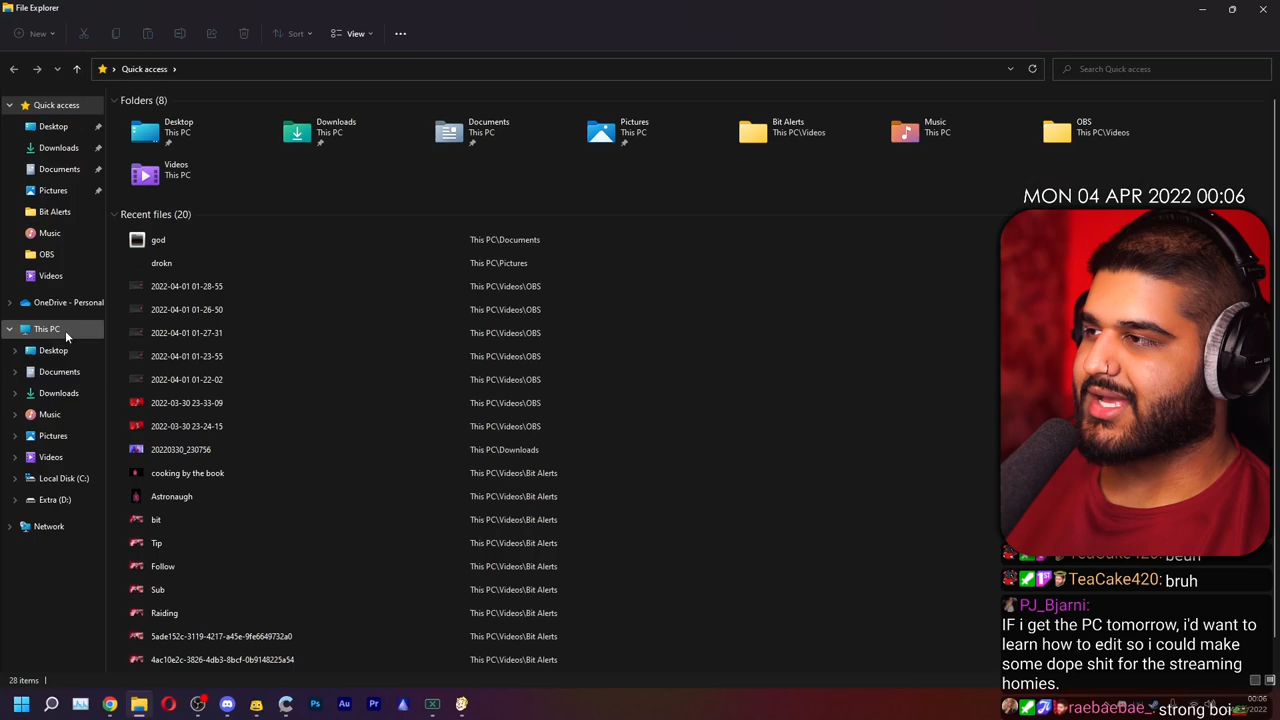 File Explorer
New
Sort
View
Quick access
Search Quick access
Quick access
Desktop
Downloads
Documents
Pictures
Bit Alerts
Music
OBS
Videos
OneDrive - Personal
This PC
Desktop
Documents
Downloads
Music
Pictures
Videos
Local Disk (C:)
Extra (D:)
Network
Folders (8)
Desktop
This PC
Downloads
This PC
Documents
This PC
Pictures
This PC
Bit Alerts
This PC\Videos
Music
This PC
OBS
This PC\Videos
Videos
This PC
Recent files (20)
god This PC\Documents
drokn This PC\Pictures
2022-04-01 01-28-55 This PC\Videos\OBS
2022-04-01 01-26-50 This PC\Videos\OBS
2022-04-01 01-27-31 This PC\Videos\OBS
2022-04-01 01-23-55 This PC\Videos\OBS
2022-04-01 01-22-02 This PC\Videos\OBS
2022-03-30 23-33-09 This PC\Videos\OBS
2022-03-30 23-24-15 This PC\Videos\OBS
20220330_230756 This PC\Downloads
cooking by the book This PC\Videos\Bit Alerts
Astronaugh This PC\Videos\Bit Alerts
bit This PC\Videos\Bit Alerts
Tip This PC\Videos\Bit Alerts
Follow This PC\Videos\Bit Alerts
Sub This PC\Videos\Bit Alerts
Raiding This PC\Videos\Bit Alerts
5ade152c-3119-4217-a45e-9fe6649732a0 This PC\Videos\Bit Alerts
4ac10e2c-3826-4db3-8bcf-0b9148225a54 This PC\Videos\Bit Alerts
28 items
MON 04 APR 2022 00:06
TeaCake420: bruh
PJ_Bjarni:
IF i get the PC tomorrow, i'd want to
learn how to edit so i could make
some dope shit for the streaming
homies.
raebaebae_: strong boi
00:06